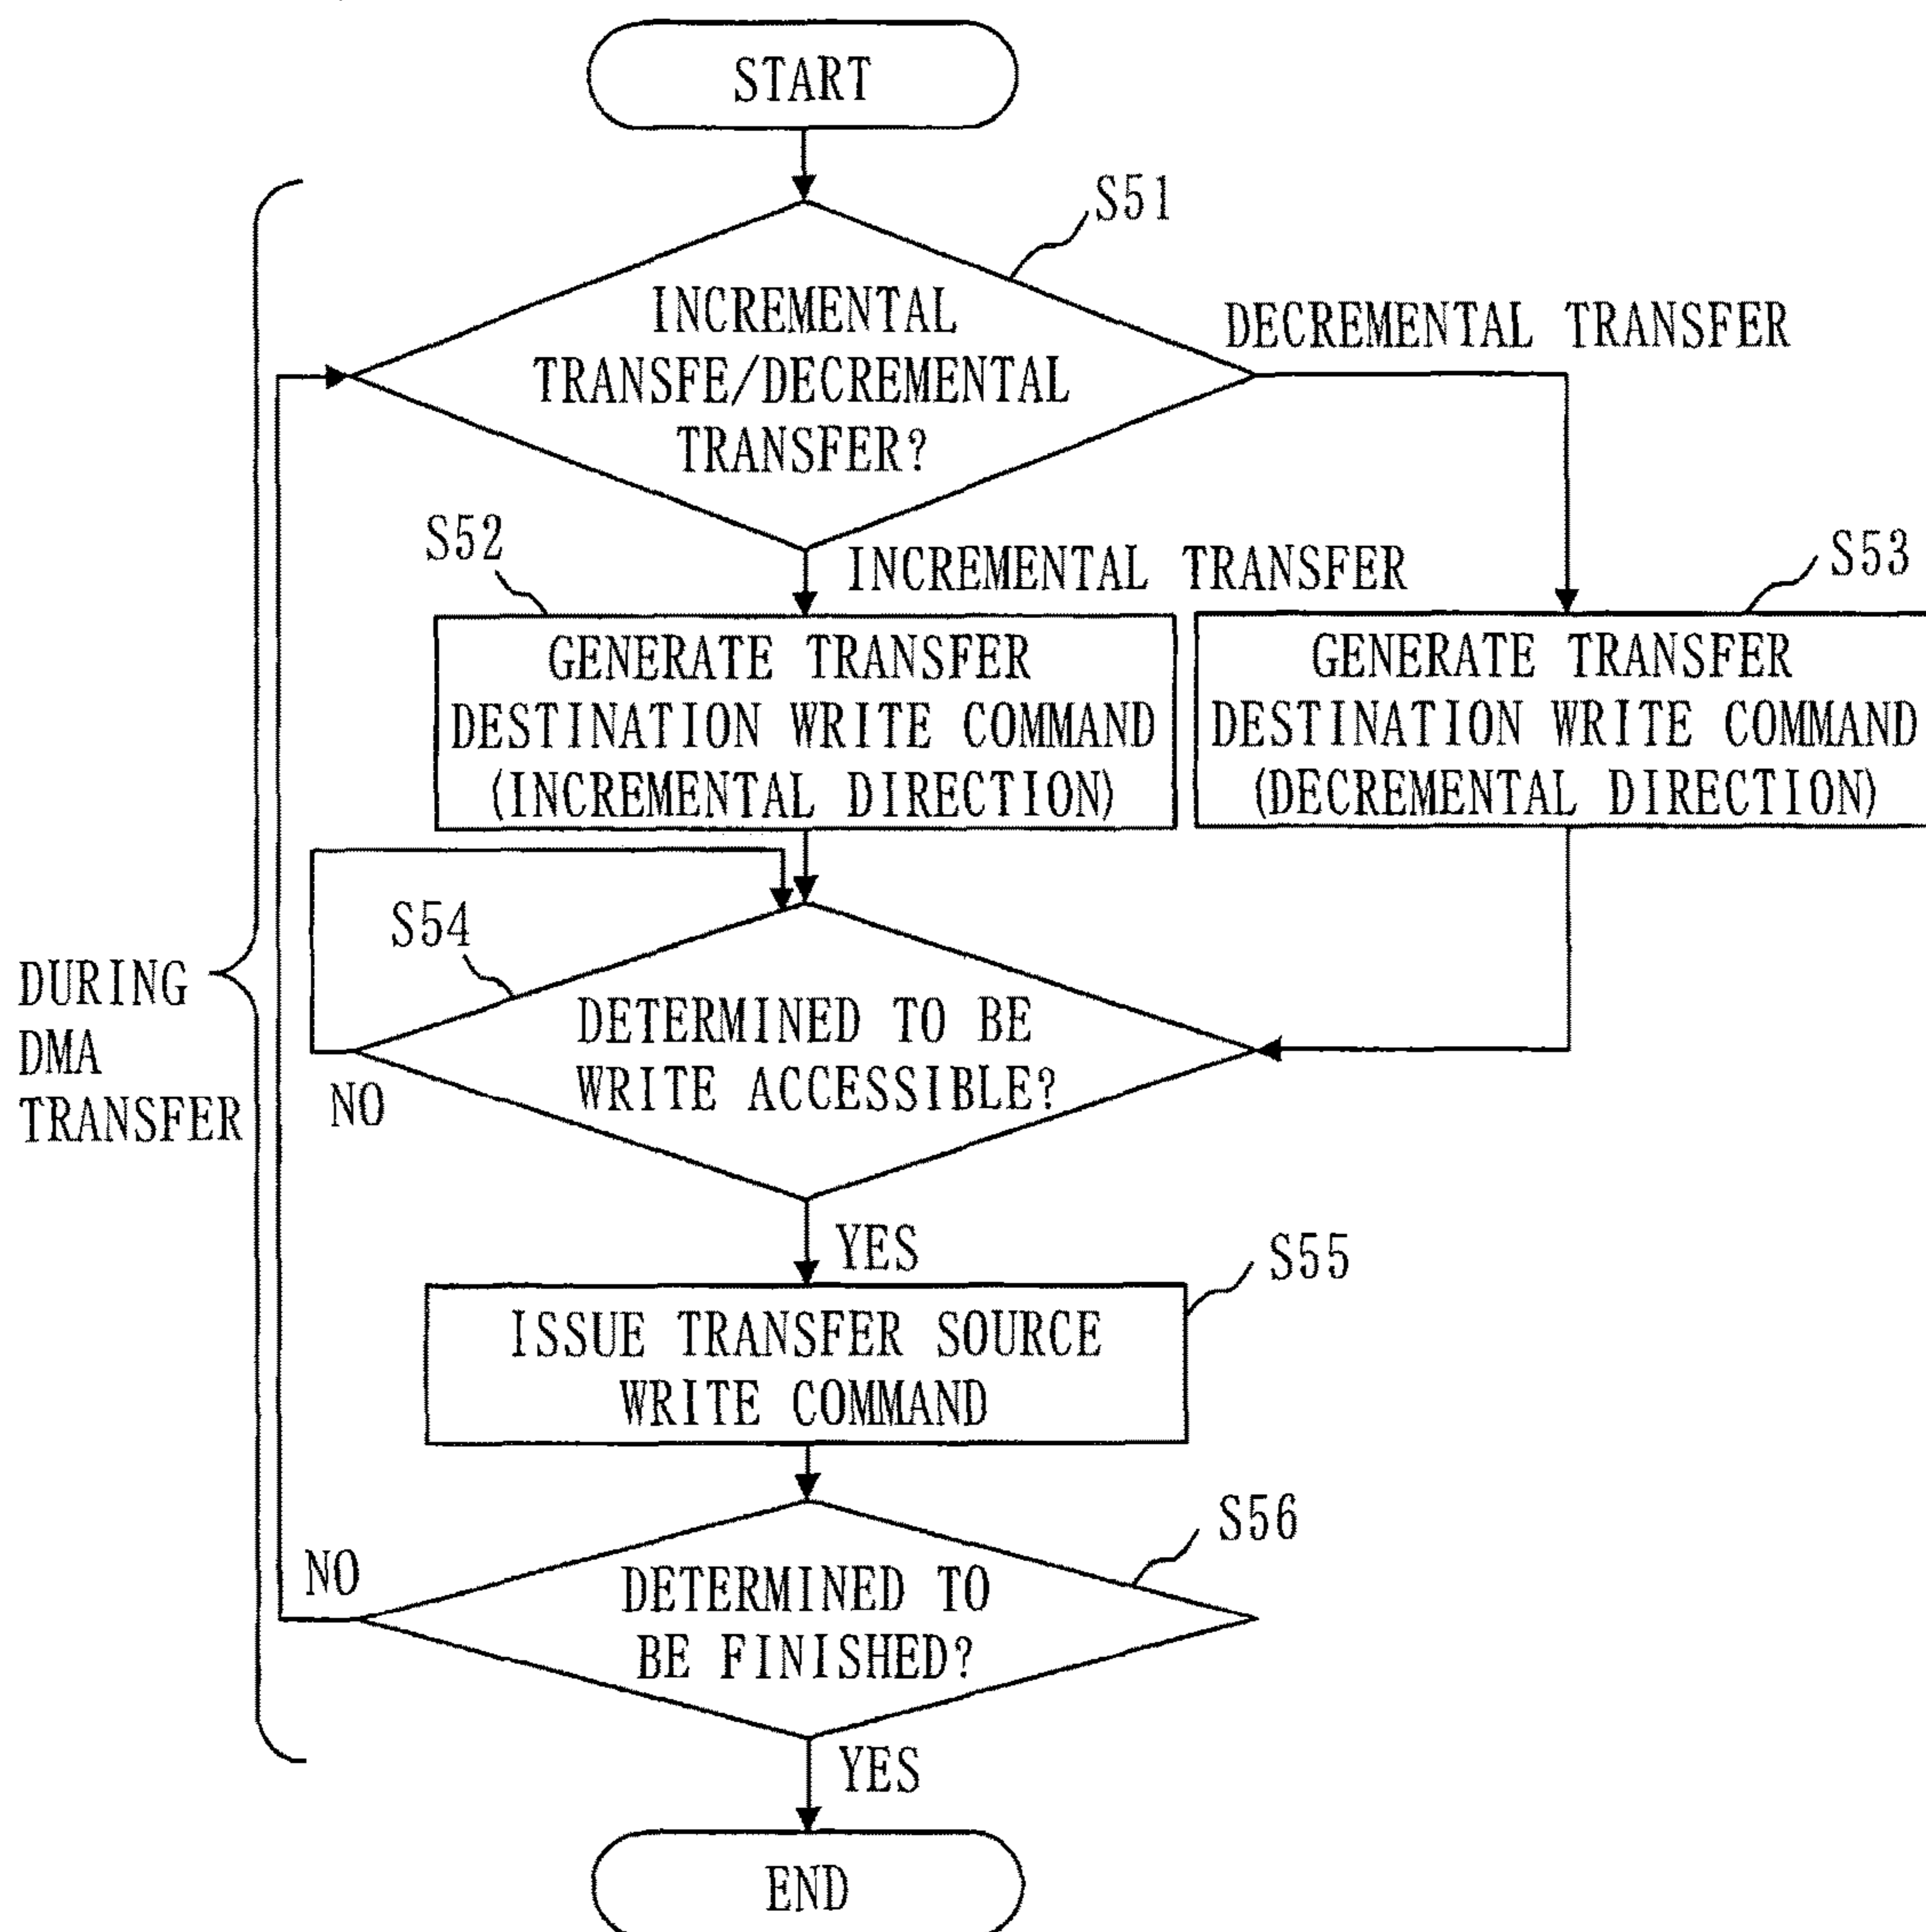 START
S51
INCREMENTAL
TRANSFE/DECREMENTAL
TRANSFER?
DECREMENTAL TRANSFER
S52
INCREMENTAL TRANSFER
S53
GENERATE TRANSFER
DESTINATION WRITE COMMAND
(INCREMENTAL DIRECTION)
GENERATE TRANSFER
DESTINATION WRITE COMMAND
(DECREMENTAL DIRECTION)
S54
DURING
DMA
TRANSFER
DETERMINED TO BE
WRITE ACCESSIBLE?
NO
YES
S55
ISSUE TRANSFER SOURCE
WRITE COMMAND
S56
NO
DETERMINED TO
BE FINISHED?
YES
END